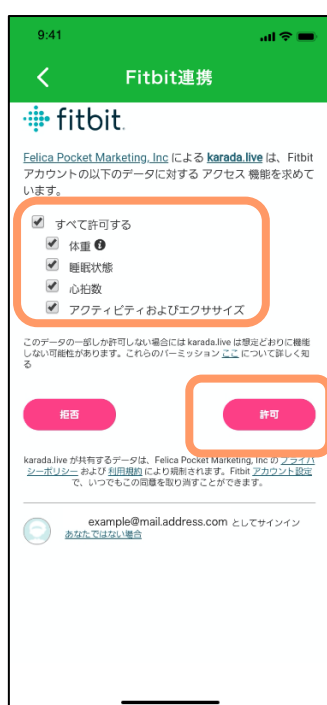 9:41
Fitbit連携
fitbit.
Felica Pocket Marketing, Inc による karada.live は、Fitbit
アカウントの以下のデータに対する アクセス 機能を求めて
います。
すべて許可する
体重
睡眠状態
心拍数
アクティビティおよびエクササイズ
このデータの一部しか許可しない場合には karada.live は想定どおりに機能
しない可能性があります。これらのパーミッション ここ について詳しく知
る
拒否
許可
karada.live が共有するデータは、Felica Pocket Marketing, Inc の プライバ
シーポリシー および 利用規約 により規制されます。Fitbit アカウント設定
で、いつでもこの同意を取り消すことができます。
example@mail.address.com としてサインイン
あなたではない場合